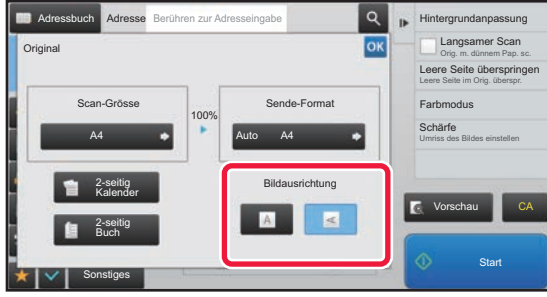 Adressbuch
Adresse
Berühren zur Adresseingabe
Original
OK
Scan-Grösse
A4
100%
Sende-Format
Auto A4
2-seitig
Kalender
2-seitig
Buch
Bildausrichtung
A
A
Sonstiges
Hintergrundanpassung
Langsamer Scan
Orig. m. dünnem Pap. sc.
Leere Seite überspringen
Leere Seite im Orig. überspr.
Farbmodus
Schärfe
Umriss des Bildes einstellen
Vorschau
CA
Start